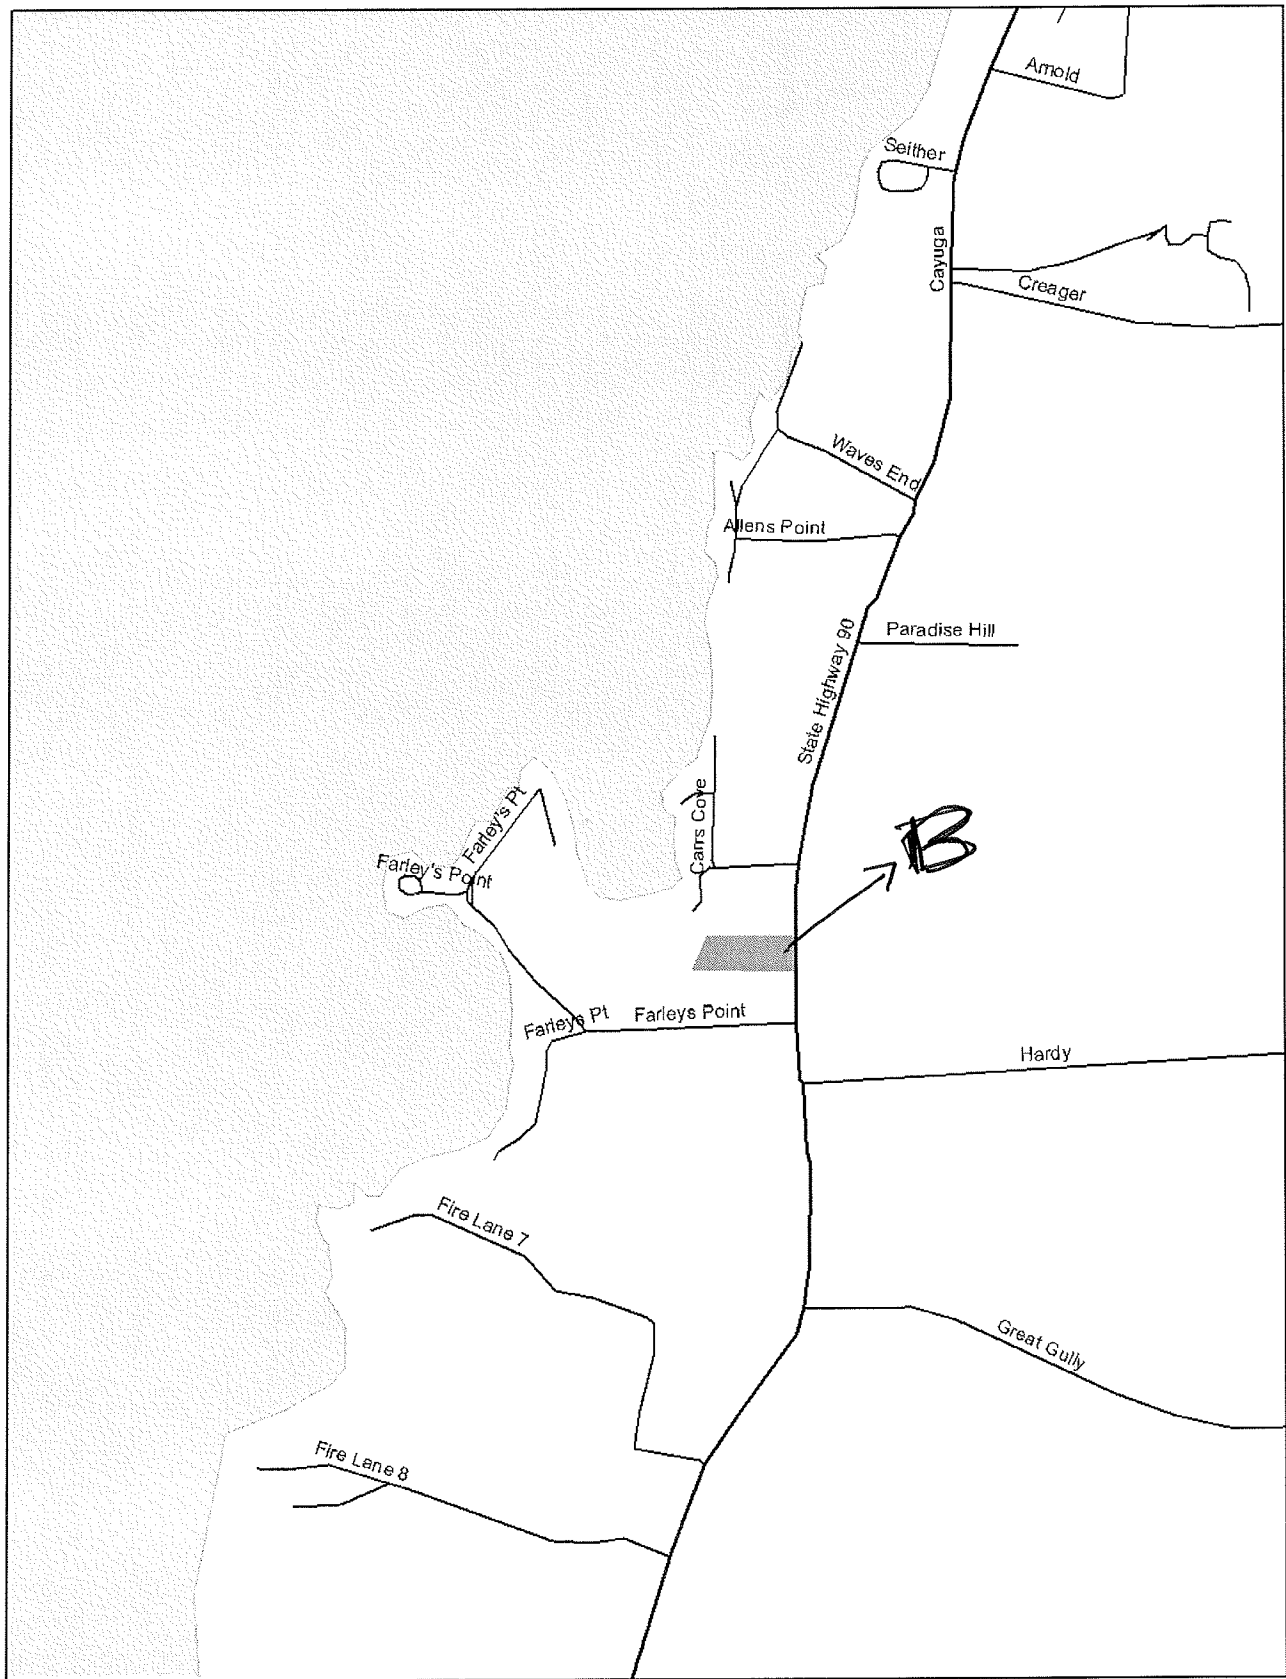 Arnold
Seither
Cayuga
Creager
Waves End
Allens Point
Paradise Hill
State Highway 90
Carrs Cove
Farley's Pt
Farley's Point
B
Farleys Pt
Farleys Point
Hardy
Fire Lane 7
Great Gully
Fire Lane 8